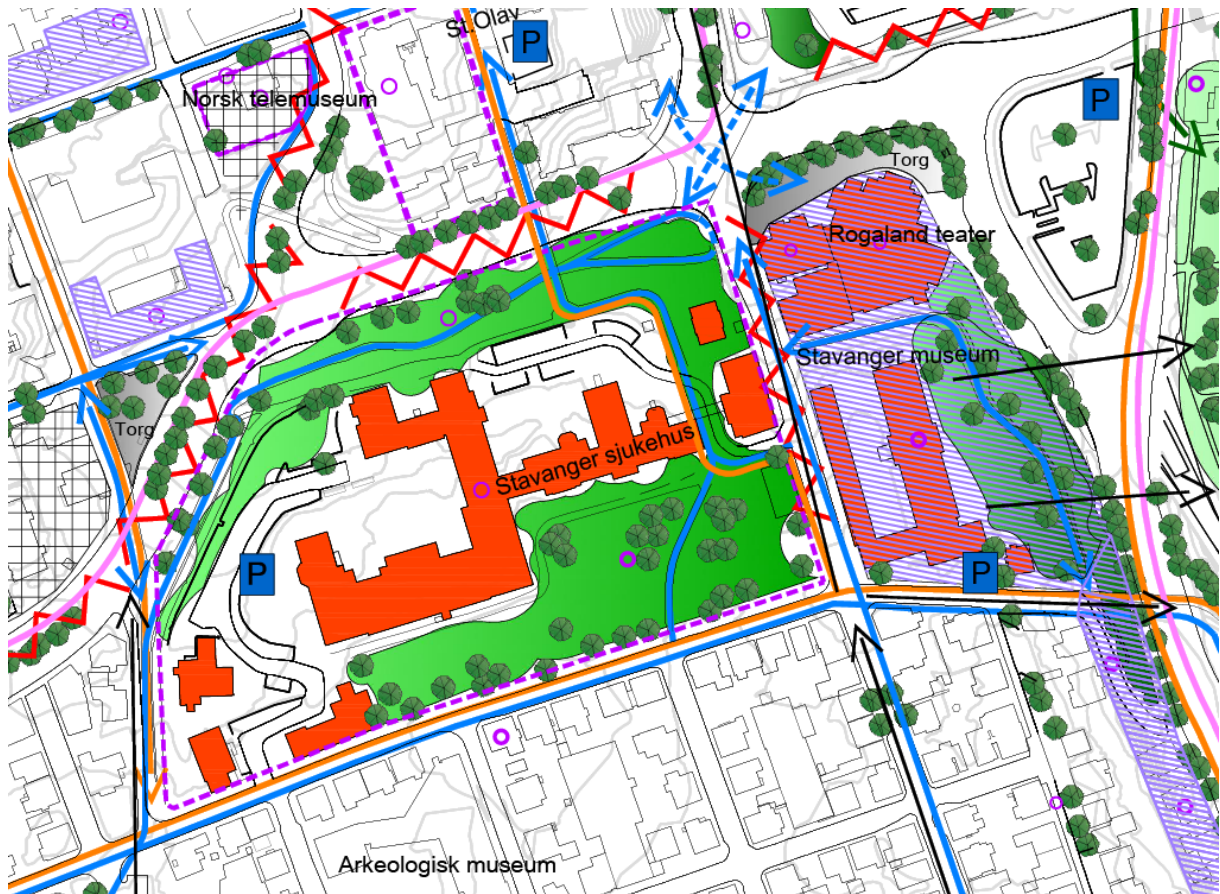 St. Olav
P
Norsk telemuseum
P
Torg
Rogaland teater
Stavanger museum
Torg
Stavanger sjukehus
P
P
Arkeologisk museum